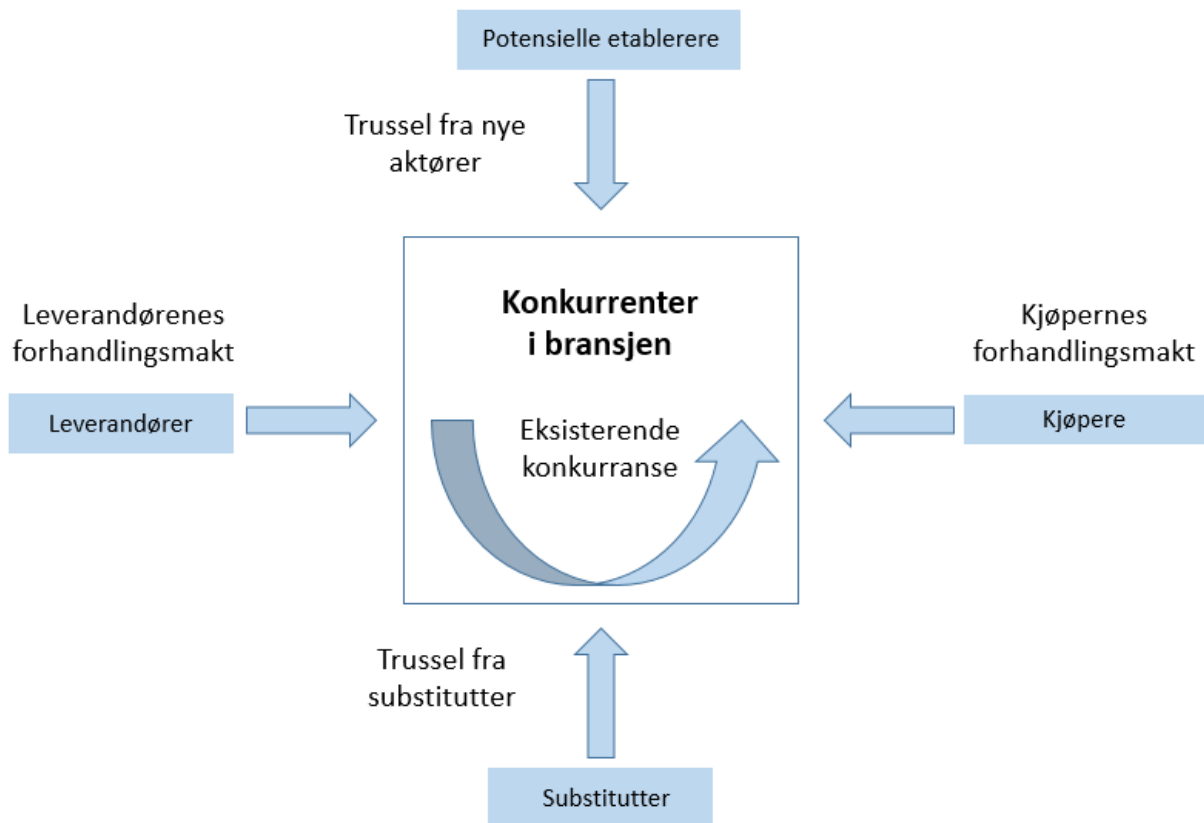 Potensielle etablerere
Trussel fra nye
aktører
Leverandørenes
forhandlingsmakt
Leverandører
Konkurrenter
i bransjen
Eksisterende
konkurranse
Kjøpernes
forhandlingsmakt
Kjøpere
Trussel fra
substitutter
Substitutter